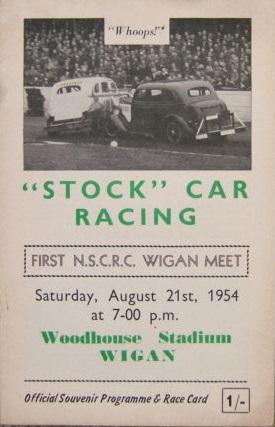 "Whoops!"
"STOCK" CAR
RACING
FIRST N.S.C.R.C. WIGAN MEET
Saturday, August 21st, 1954
at 7-00 p.m.
Woodhouse Stadium
WIGAN
Official Souvenir Programme & Race Card
1/-